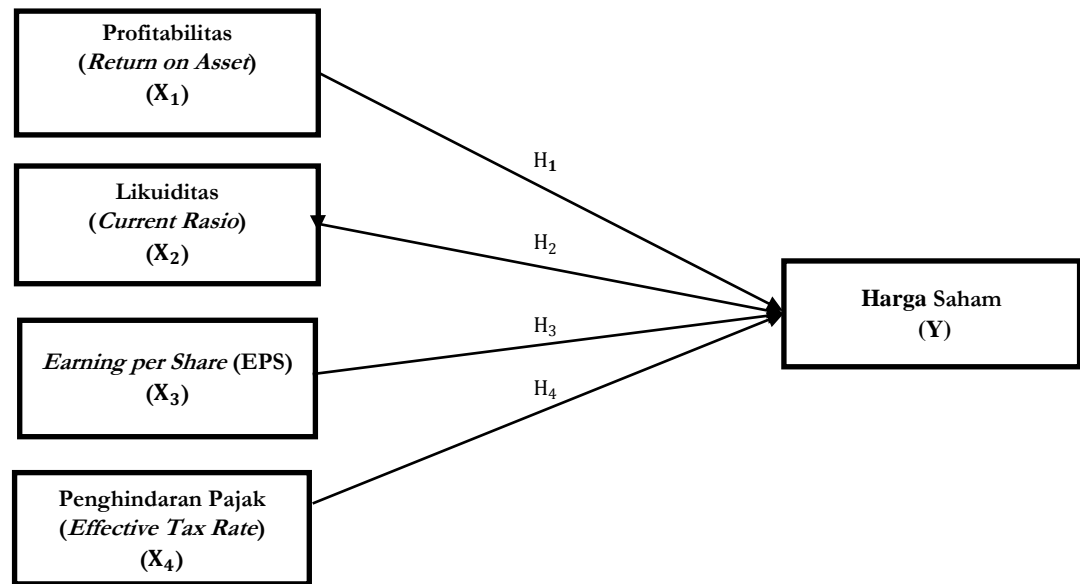 Profitabilitas
(Return on Asset)
(X₁)
H₁
Likuiditas
(Current Rasio)
(X₂)
H₂
Harga Saham
(Y)
H₃
Earning per Share (EPS)
(X₃)
H₄
Penghindaran Pajak
(Effective Tax Rate)
(X₄)